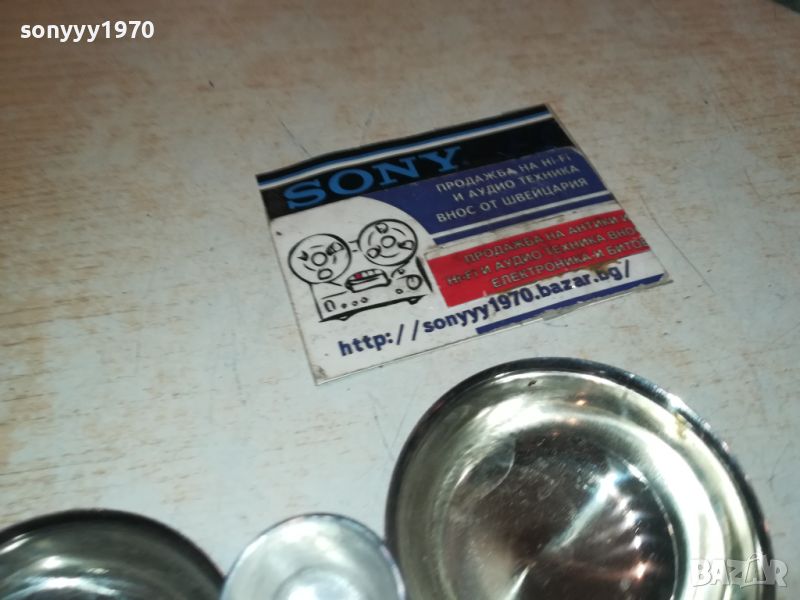 sonyyy1970
SONY
ПРОДАЖБА НА Hi-Fi
И АУДИО ТЕХНИКА
ВНОС ОТ ШВЕЙЦАРИЯ
ПРОДАЖБА НА АНТИКИ И
Hi-Fi И АУДИО ТЕХНИКА ВНО
ЕЛЕКТРОНИКА И БИТОВ
http://sonyyy1970.bazar.bg/
BAZAR